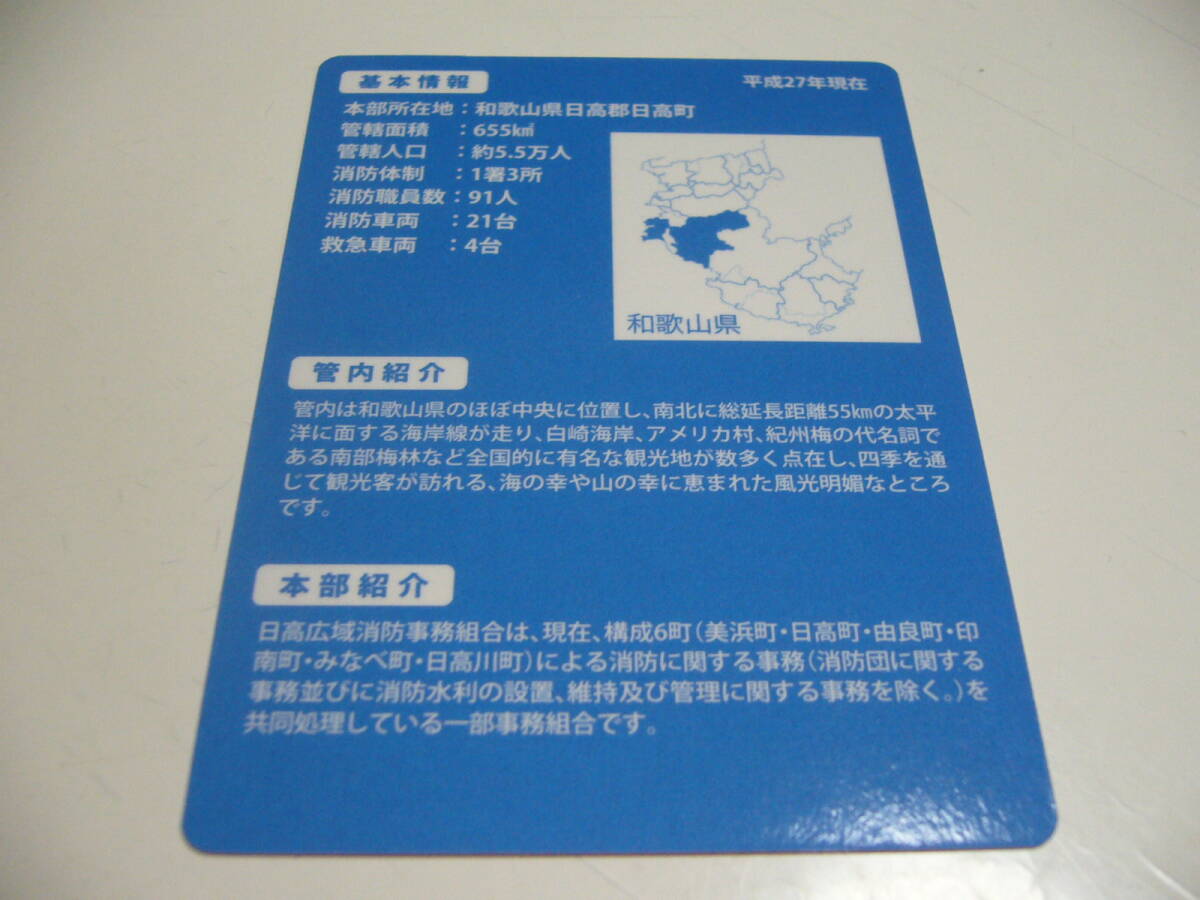 基本情報
平成27年現在
本部所在地：和歌山県日高郡日高町
管轄面積　：655㎢
管轄人口　：約5.5万人
消防体制　：1署3所
消防職員数：91人
消防車両　：21台
救急車両　：4台
和歌山県
管内紹介
管内は和歌山県のほぼ中央に位置し、南北に総延長距離55㎞の太平
洋に面する海岸線が走り、白崎海岸、アメリカ村、紀州梅の代名詞で
ある南部梅林など全国的に有名な観光地が数多く点在し、四季を通
じて観光客が訪れる、海の幸や山の幸に恵まれた風光明媚なところ
です。
本部紹介
日高広域消防事務組合は、現在、構成6町（美浜町・日高町・由良町・印
南町・みなべ町・日高川町）による消防に関する事務（消防団に関する
事務並びに消防水利の設置、維持及び管理に関する事務を除く。）を
共同処理している一部事務組合です。